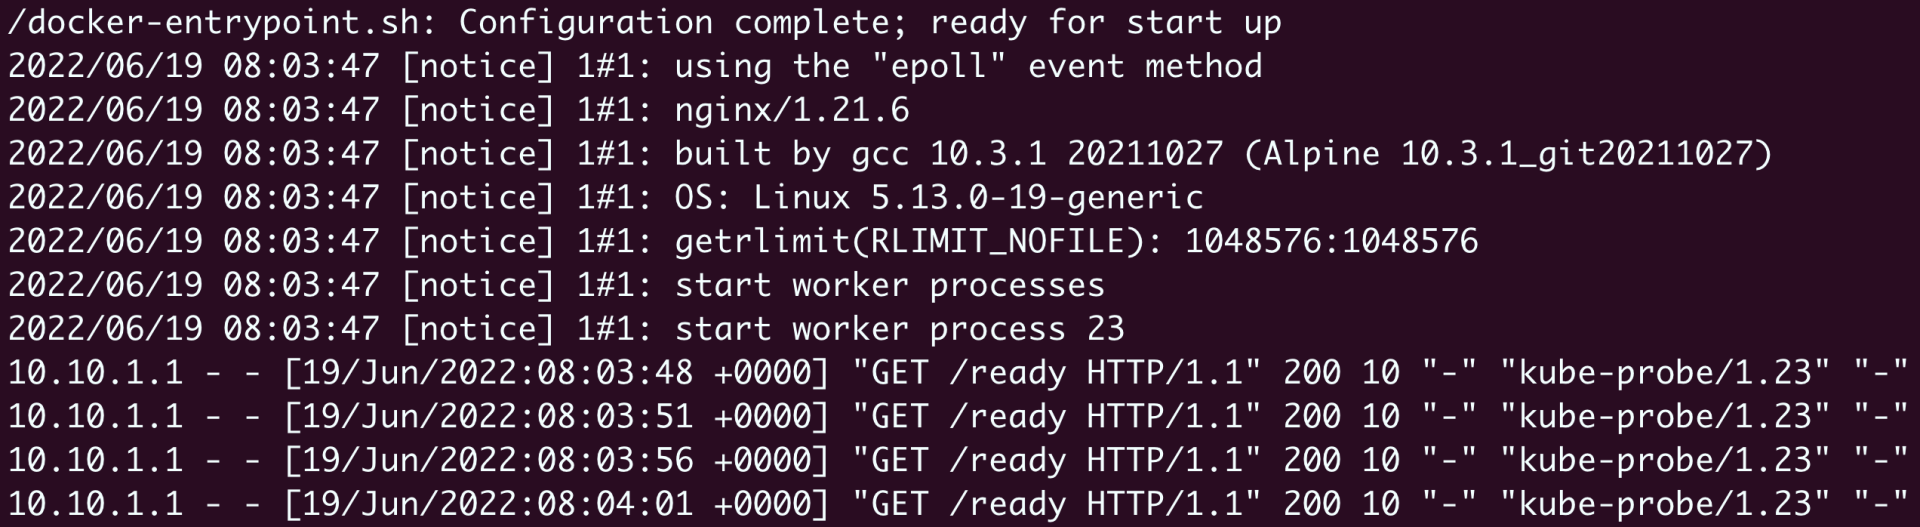 /docker-entrypoint.sh: Configuration complete; ready for start up
2022/06/19 08:03:47 [notice] 1#1: using the "epoll" event method
2022/06/19 08:03:47 [notice] 1#1: nginx/1.21.6
2022/06/19 08:03:47 [notice] 1#1: built by gcc 10.3.1 20211027 (Alpine 10.3.1_git20211027)
2022/06/19 08:03:47 [notice] 1#1: OS: Linux 5.13.0-19-generic
2022/06/19 08:03:47 [notice] 1#1: getrlimit(RLIMIT_NOFILE): 1048576:1048576
2022/06/19 08:03:47 [notice] 1#1: start worker processes
2022/06/19 08:03:47 [notice] 1#1: start worker process 23
10.10.1.1 - - [19/Jun/2022:08:03:48 +0000] "GET /ready HTTP/1.1" 200 10 "-" "kube-probe/1.23" "-"
10.10.1.1 - - [19/Jun/2022:08:03:51 +0000] "GET /ready HTTP/1.1" 200 10 "-" "kube-probe/1.23" "-"
10.10.1.1 - - [19/Jun/2022:08:03:56 +0000] "GET /ready HTTP/1.1" 200 10 "-" "kube-probe/1.23" "-"
10.10.1.1 - - [19/Jun/2022:08:04:01 +0000] "GET /ready HTTP/1.1" 200 10 "-" "kube-probe/1.23" "-"